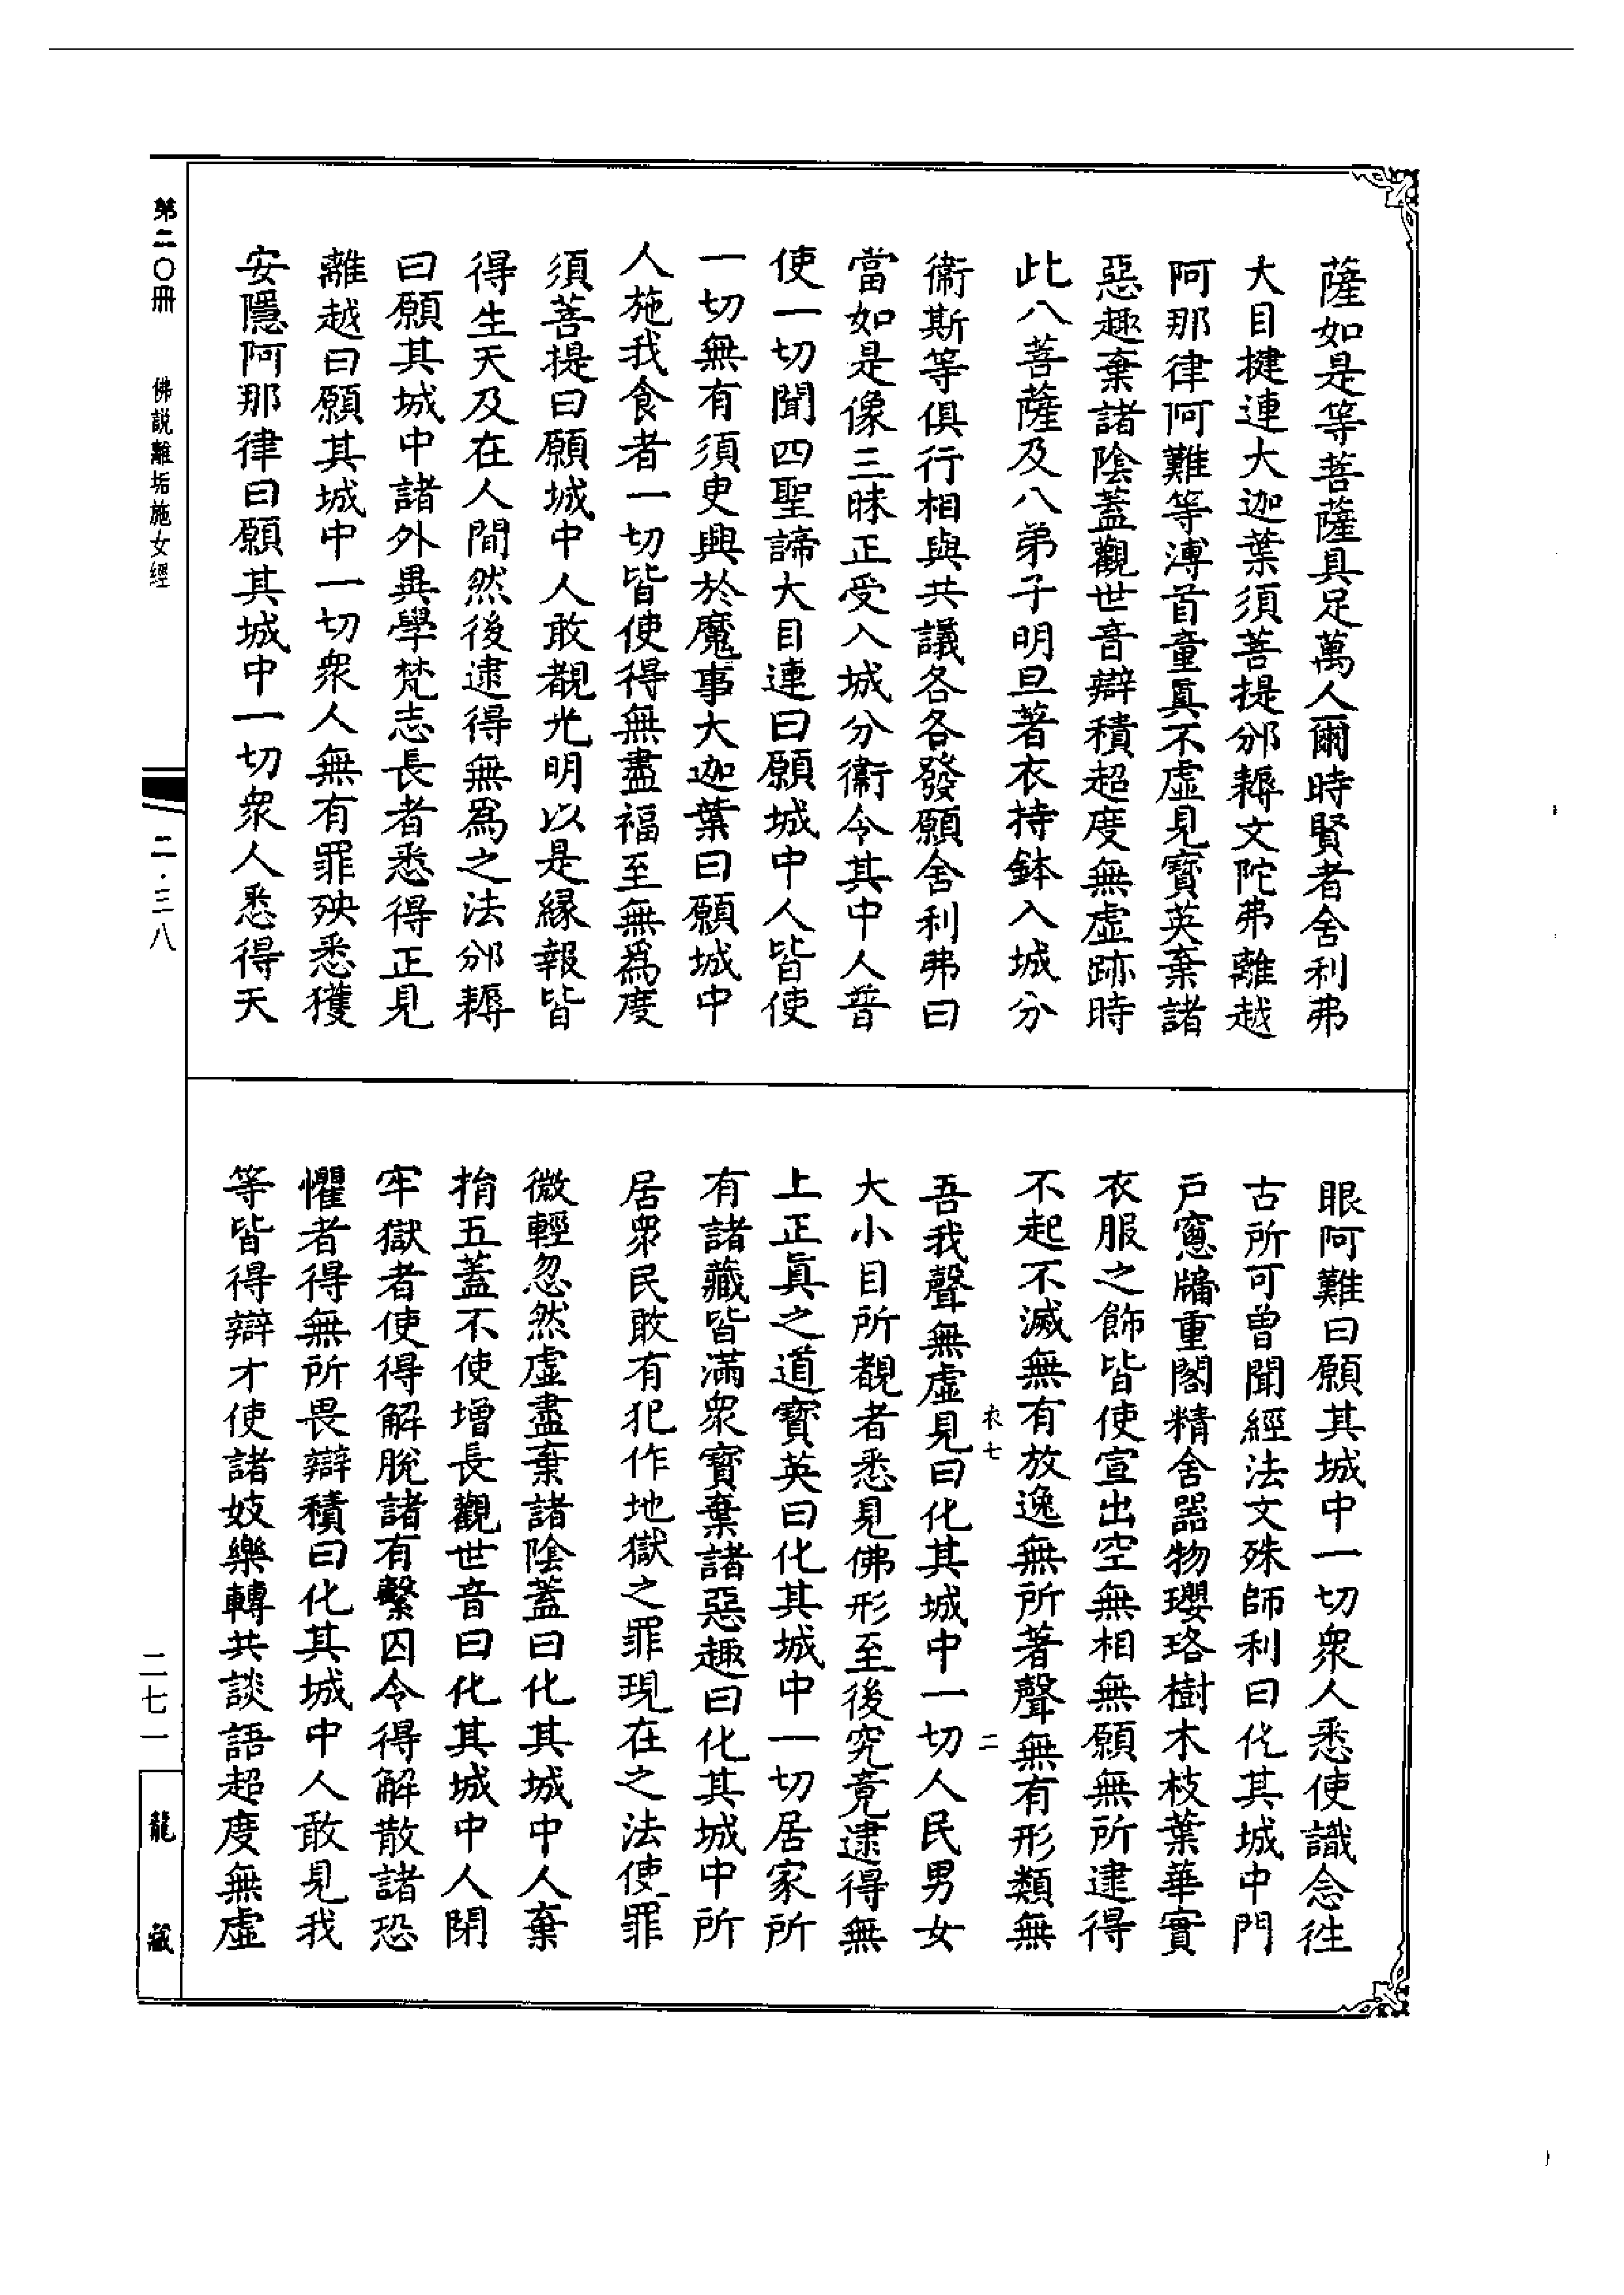 薩如是等菩薩具足萬人爾時賢者舍利弗
大目揵連大迦葉須菩提邠耨文陀弗離越
阿那律阿難等溥首童眞不虛見寶英棄諸
惡趣棄諸陰蓋觀世音辯積超度無虛跡時
此八菩薩及八弟子明旦著衣持鉢入城分
衞斯等俱行相與共議各各發願舍利弗曰
當如是像三昧正受入城分衞令其中人普
使一切聞四聖諦大目連曰願城中人皆使
一切無有須臾興於魔事大迦葉曰願城中
人施我食者一切皆使得無盡福至無爲度
須菩提曰願城中人敢覩光明以是緣報皆
得生天及在人間然後逮得無爲之法邠耨
曰願其城中諸外異學梵志長者悉得正見
離越曰願其城中一切衆人無有罪殃悉獲
安隱阿那律曰願其城中一切衆人悉得天
眼阿難曰願其城中一切衆人悉使識念往
古所可曾聞經法文殊師利曰化其城中門
戸窻牖重閣精舍器物瓔珞樹木枝葉華實
衣服之飾皆使宣出空無相無願無所逮得
不起不滅無有放逸無所著聲無有形類無
衣七 二
吾我聲無虛見曰化其城中一切人民男女
大小目所覩者悉見佛形至後究竟逮得無
上正眞之道寶英曰化其城中一切居家所
有諸藏皆滿衆寶棄諸惡趣曰化其城中所
居衆民敢有犯作地獄之罪現在之法使罪
微輕忽然虛盡棄諸陰蓋曰化其城中人棄
捐五蓋不使增長觀世音曰化其城中人閉
牢獄者使得解脫諸有繫囚令得解散諸恐
懼者得無所畏辯積曰化其城中人敢見我
等皆得辯才使諸妓樂轉共談語超度無虛
第二〇冊 佛説離垢施女經 二·三八 二七一 龍藏